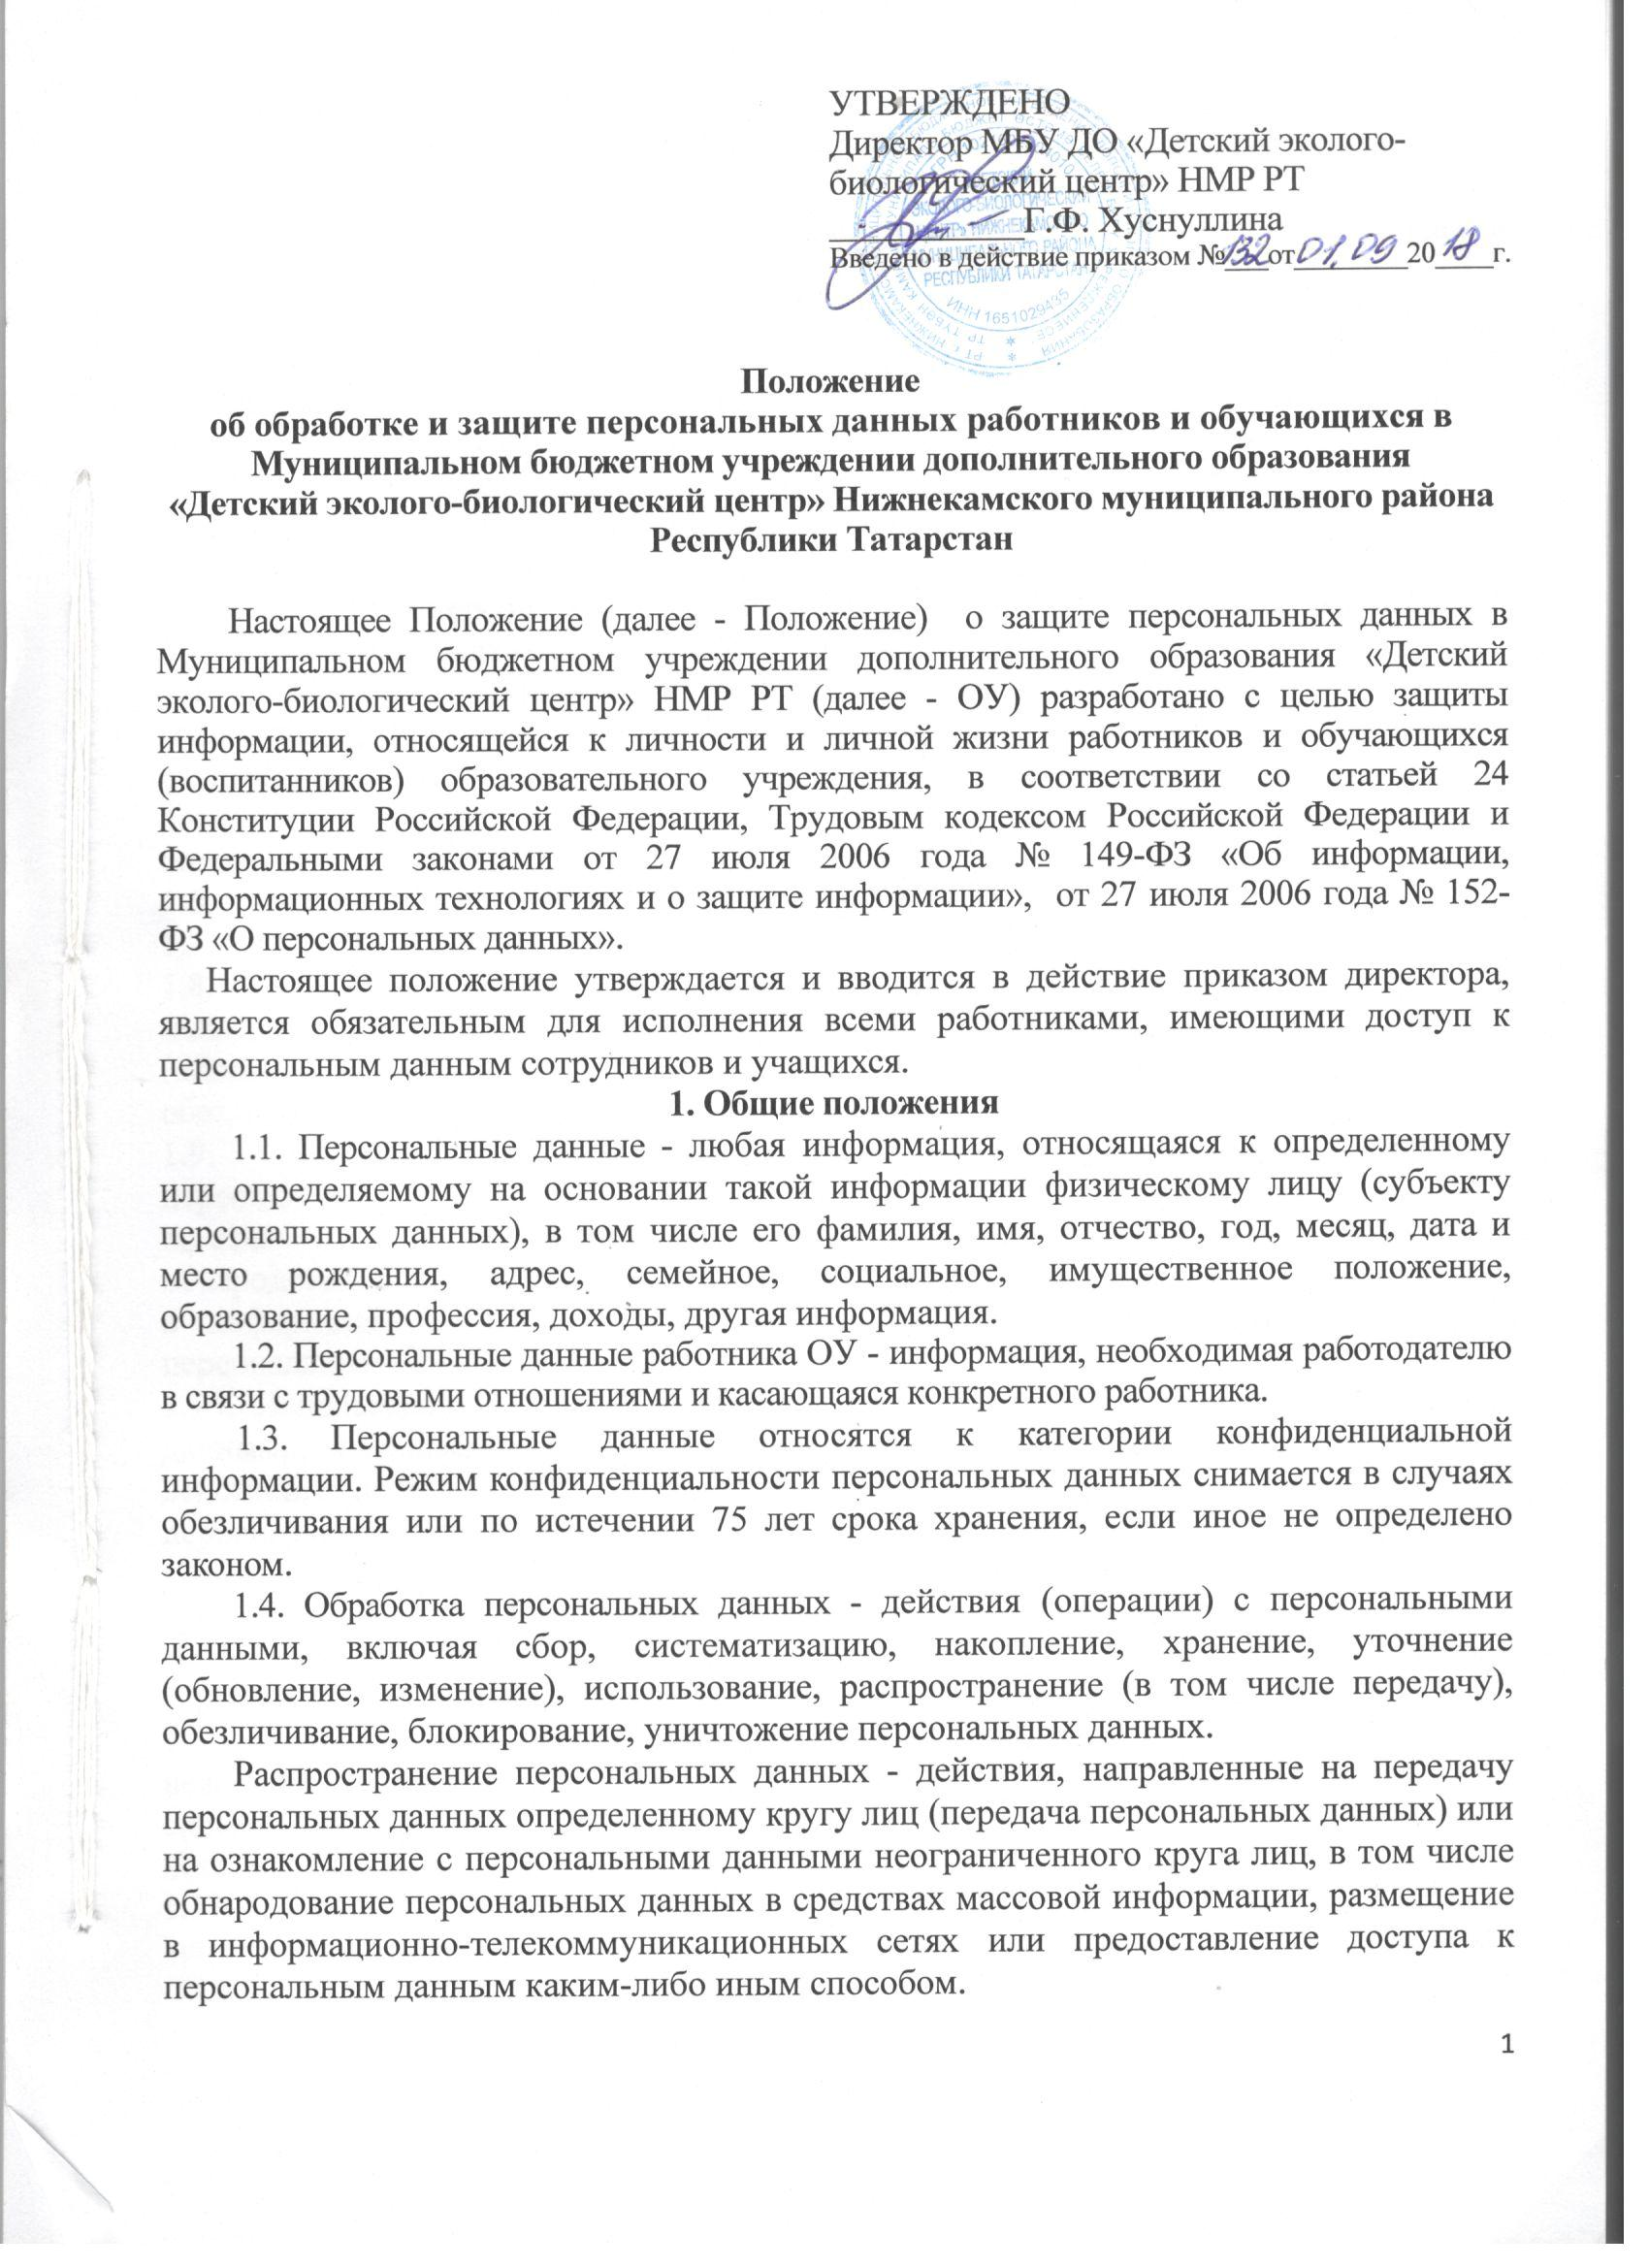 УТВЕРЖДЕНО
Директор МБУ ДО «Детский эколого-
биологический центр» НМР РТ
Г.Ф. Хуснуллина
Введено в действие приказом №132от 01.09 2018г.
ЭКОЛОГО-БИОЛОГИЧЕСКИЙ
ЦЕНТР» НИЖНЕКАМСКОГО
МУНИЦИПАЛЬНОГО РАЙОНА
РЕСПУБЛИКИ ТАТАРСТАН
ИНН 1651029435
Положение
об обработке и защите персональных данных работников и обучающихся в
Муниципальном бюджетном учреждении дополнительного образования
«Детский эколого-биологический центр» Нижнекамского муниципального района
Республики Татарстан
Настоящее Положение (далее - Положение) о защите персональных данных в
Муниципальном бюджетном учреждении дополнительного образования «Детский
эколого-биологический центр» НМР РТ (далее - ОУ) разработано с целью защиты
информации, относящейся к личности и личной жизни работников и обучающихся
(воспитанников) образовательного учреждения, в соответствии со статьей 24
Конституции Российской Федерации, Трудовым кодексом Российской Федерации и
Федеральными законами от 27 июля 2006 года № 149-ФЗ «Об информации,
информационных технологиях и о защите информации», от 27 июля 2006 года № 152-
ФЗ «О персональных данных».
Настоящее положение утверждается и вводится в действие приказом директора,
является обязательным для исполнения всеми работниками, имеющими доступ к
персональным данным сотрудников и учащихся.
1. Общие положения
1.1. Персональные данные - любая информация, относящаяся к определенному
или определяемому на основании такой информации физическому лицу (субъекту
персональных данных), в том числе его фамилия, имя, отчество, год, месяц, дата и
место рождения, адрес, семейное, социальное, имущественное положение,
образование, профессия, доходы, другая информация.
1.2. Персональные данные работника ОУ - информация, необходимая работодателю
в связи с трудовыми отношениями и касающаяся конкретного работника.
1.3. Персональные данные относятся к категории конфиденциальной
информации. Режим конфиденциальности персональных данных снимается в случаях
обезличивания или по истечении 75 лет срока хранения, если иное не определено
законом.
1.4. Обработка персональных данных - действия (операции) с персональными
данными, включая сбор, систематизацию, накопление, хранение, уточнение
(обновление, изменение), использование, распространение (в том числе передачу),
обезличивание, блокирование, уничтожение персональных данных.
Распространение персональных данных - действия, направленные на передачу
персональных данных определенному кругу лиц (передача персональных данных) или
на ознакомление с персональными данными неограниченного круга лиц, в том числе
обнародование персональных данных в средствах массовой информации, размещение
в информационно-телекоммуникационных сетях или предоставление доступа к
персональным данным каким-либо иным способом.
1